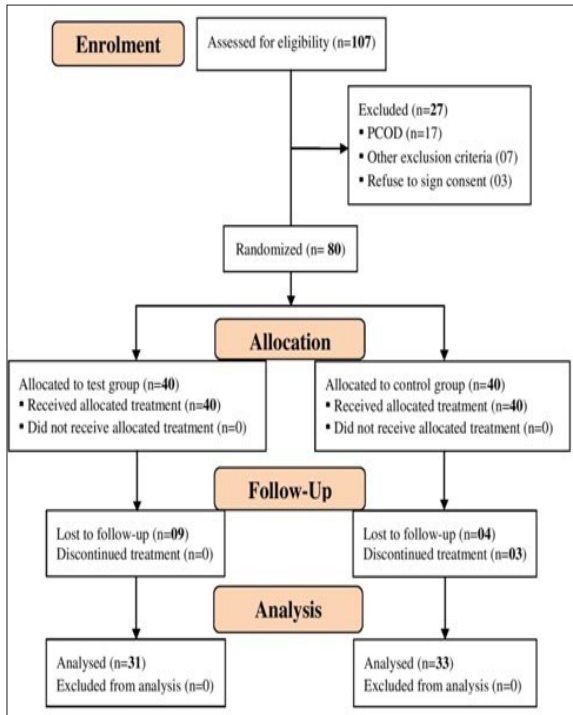 Enrolment
Assessed for eligibility (n=107)
Excluded (n=27)
▪ PCOD (n=17)
▪ Other exclusion criteria (07)
▪ Refuse to sign consent (03)
Randomized (n= 80)
Allocation
Allocated to test group (n=40)
▪ Received allocated treatment (n=40)
▪ Did not receive allocated treatment (n=0)
Allocated to control group (n=40)
▪ Received allocated treatment (n=40)
▪ Did not receive allocated treatment (n=0)
Follow-Up
Lost to follow-up (n=09)
Discontinued treatment (n=0)
Lost to follow-up (n=04)
Discontinued treatment (n=03)
Analysis
Analysed (n=31)
Excluded from analysis (n=0)
Analysed (n=33)
Excluded from analysis (n=0)